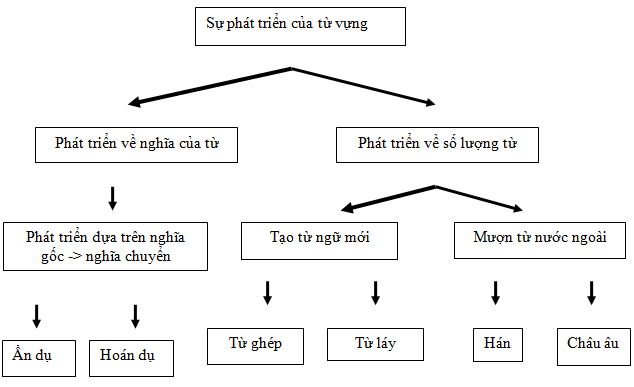 Sự phát triển của từ vựng
Phát triển về nghĩa của từ
Phát triển về số lượng từ
Phát triển dựa trên nghĩa
gốc -> nghĩa chuyển
Tạo từ ngữ mới
Mượn từ nước ngoài
Ẩn dụ
Hoán dụ
Từ ghép
Từ láy
Hán
Châu âu